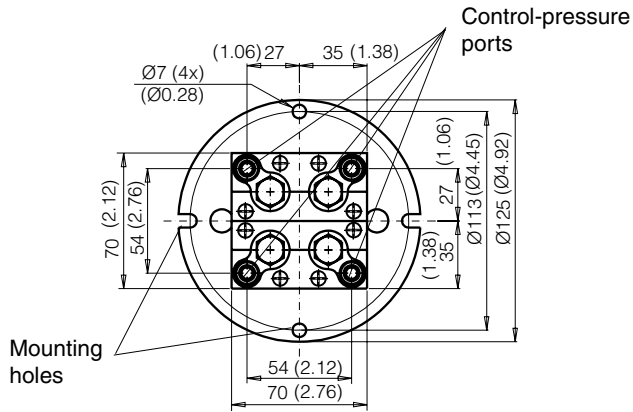 Control-pressure
ports
(1.06) 27
35 (1.38)
Ø7 (4x)
(Ø0.28)
70 (2.12)
54 (2.76)
27 (1.06)
(1.38) 35
Ø113 (Ø4.45)
Ø125 (Ø4.92)
Mounting
holes
54 (2.12)
70 (2.76)